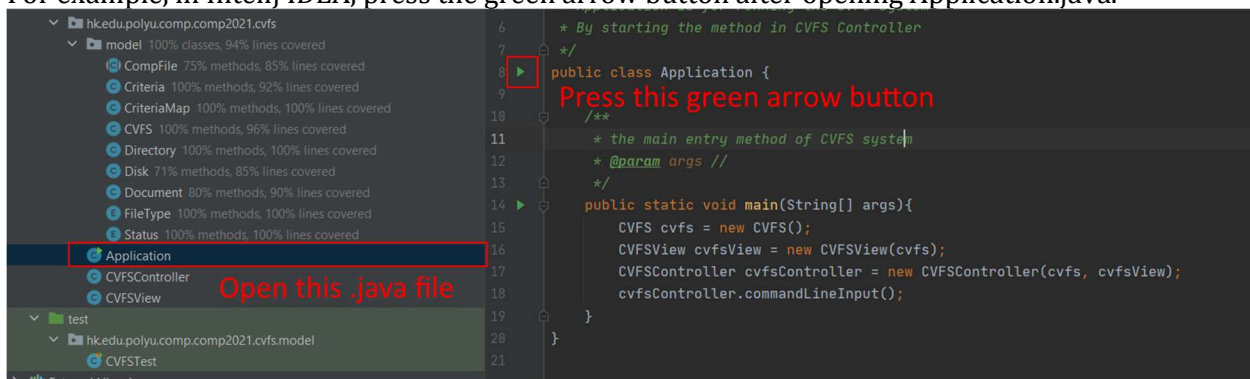 For example, in Intellij IDEA, press the green arrow button after opening Application.java.
hk.edu.polyu.comp.comp2021.cvfs
model 100% classes, 94% lines covered
CompFile 75% methods, 85% lines covered
Criteria 100% methods, 92% lines covered
CriteriaMap 100% methods, 100% lines covered
CVFS 100% methods, 96% lines covered
Directory 100% methods, 100% lines covered
Disk 71% methods, 85% lines covered
Document 80% methods, 90% lines covered
FileType 100% methods, 100% lines covered
Status 100% methods, 100% lines covered
Application
CVFSController
CVFSView
Open this .java file
test
hk.edu.polyu.comp.comp2021.cvfs.model
CVFSTest
6 * By starting the method in CVFS Controller
7 */
8 public class Application {
9
Press this green arrow button
10 /**
11 * the main entry method of CVFS system
12 * @param args //
13 */
14 public static void main(String[] args){
15 CVFS cvfs = new CVFS();
16 CVFSView cvfsView = new CVFSView(cvfs);
17 CVFSController cvfsController = new CVFSController(cvfs, cvfsView);
18 cvfsController.commandLineInput();
19 }
20 }
21